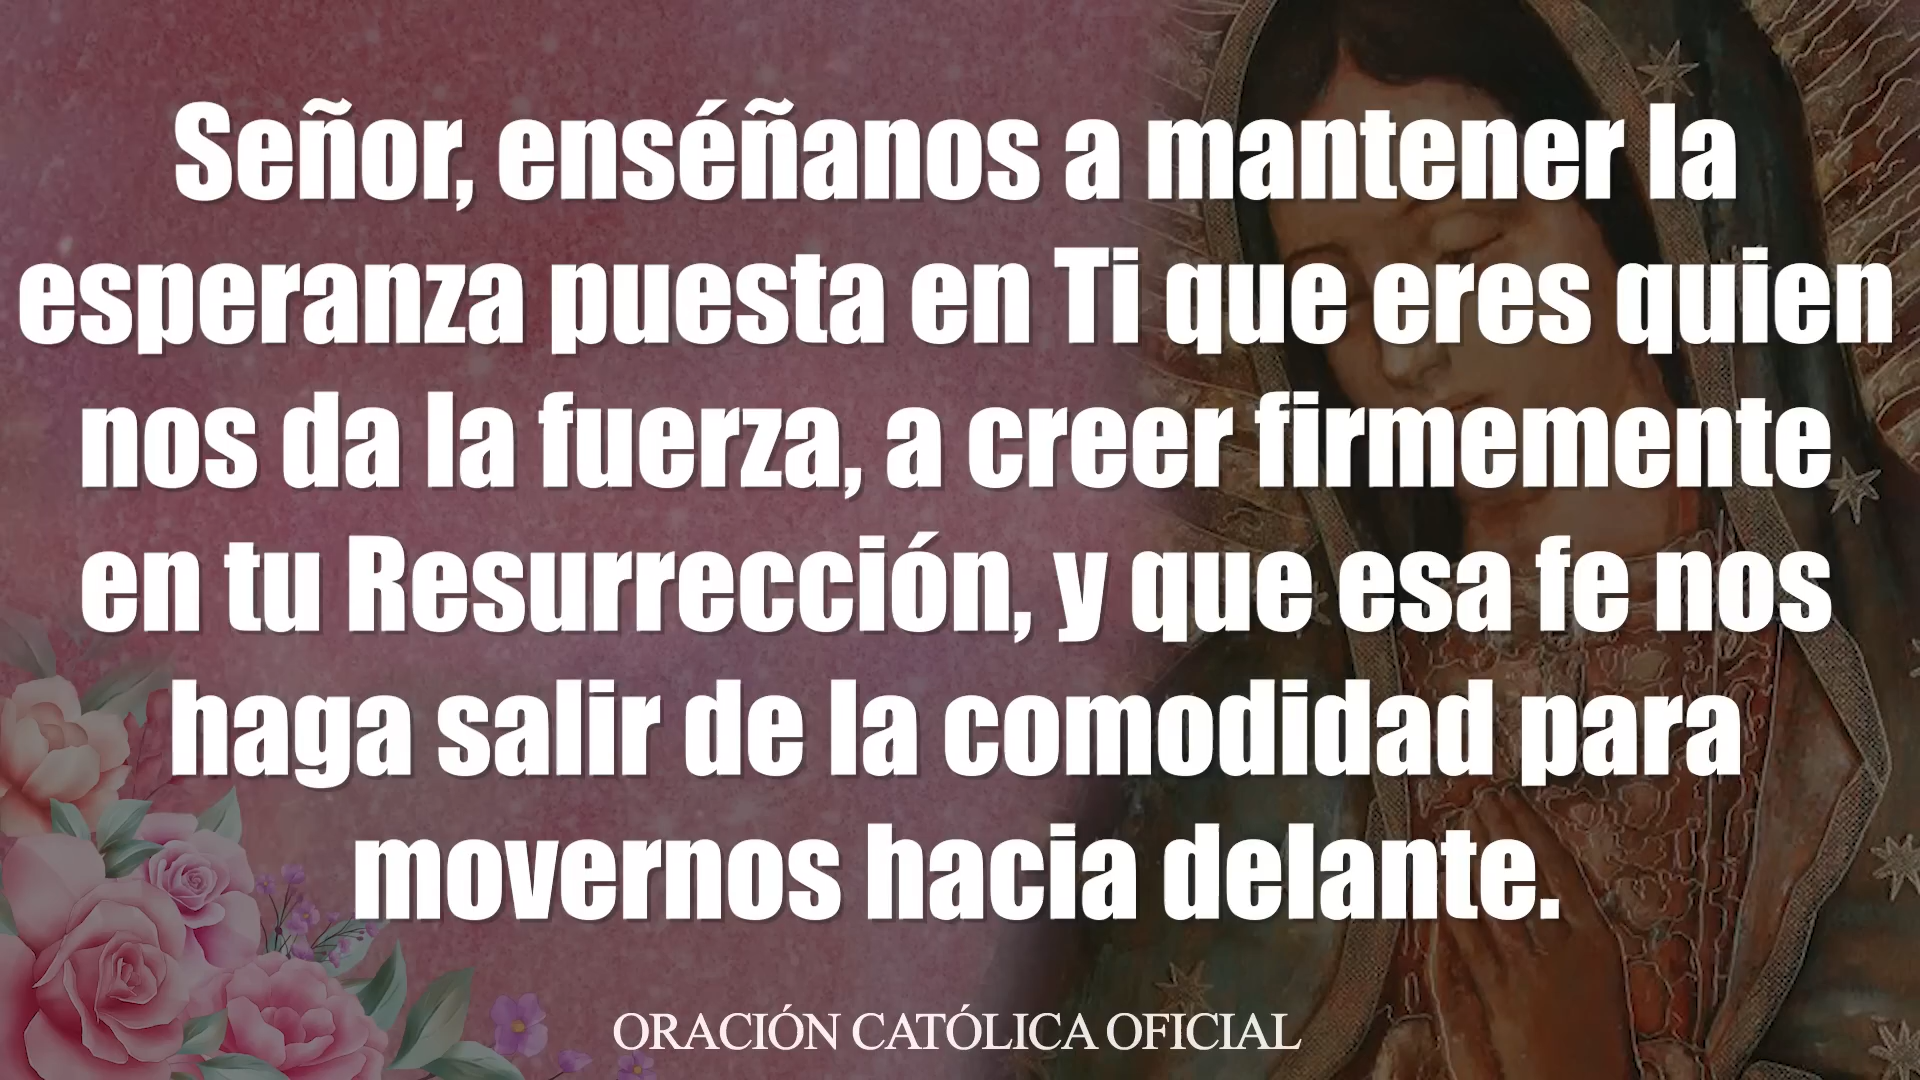 Señor, enséñanos a mantener la
esperanza puesta en Ti que eres quien
nos da la fuerza, a creer firmemente
en tu Resurrección, y que esa fe nos
haga salir de la comodidad para
movernos hacia delante.
ORACIÓN CATÓLICA OFICIAL